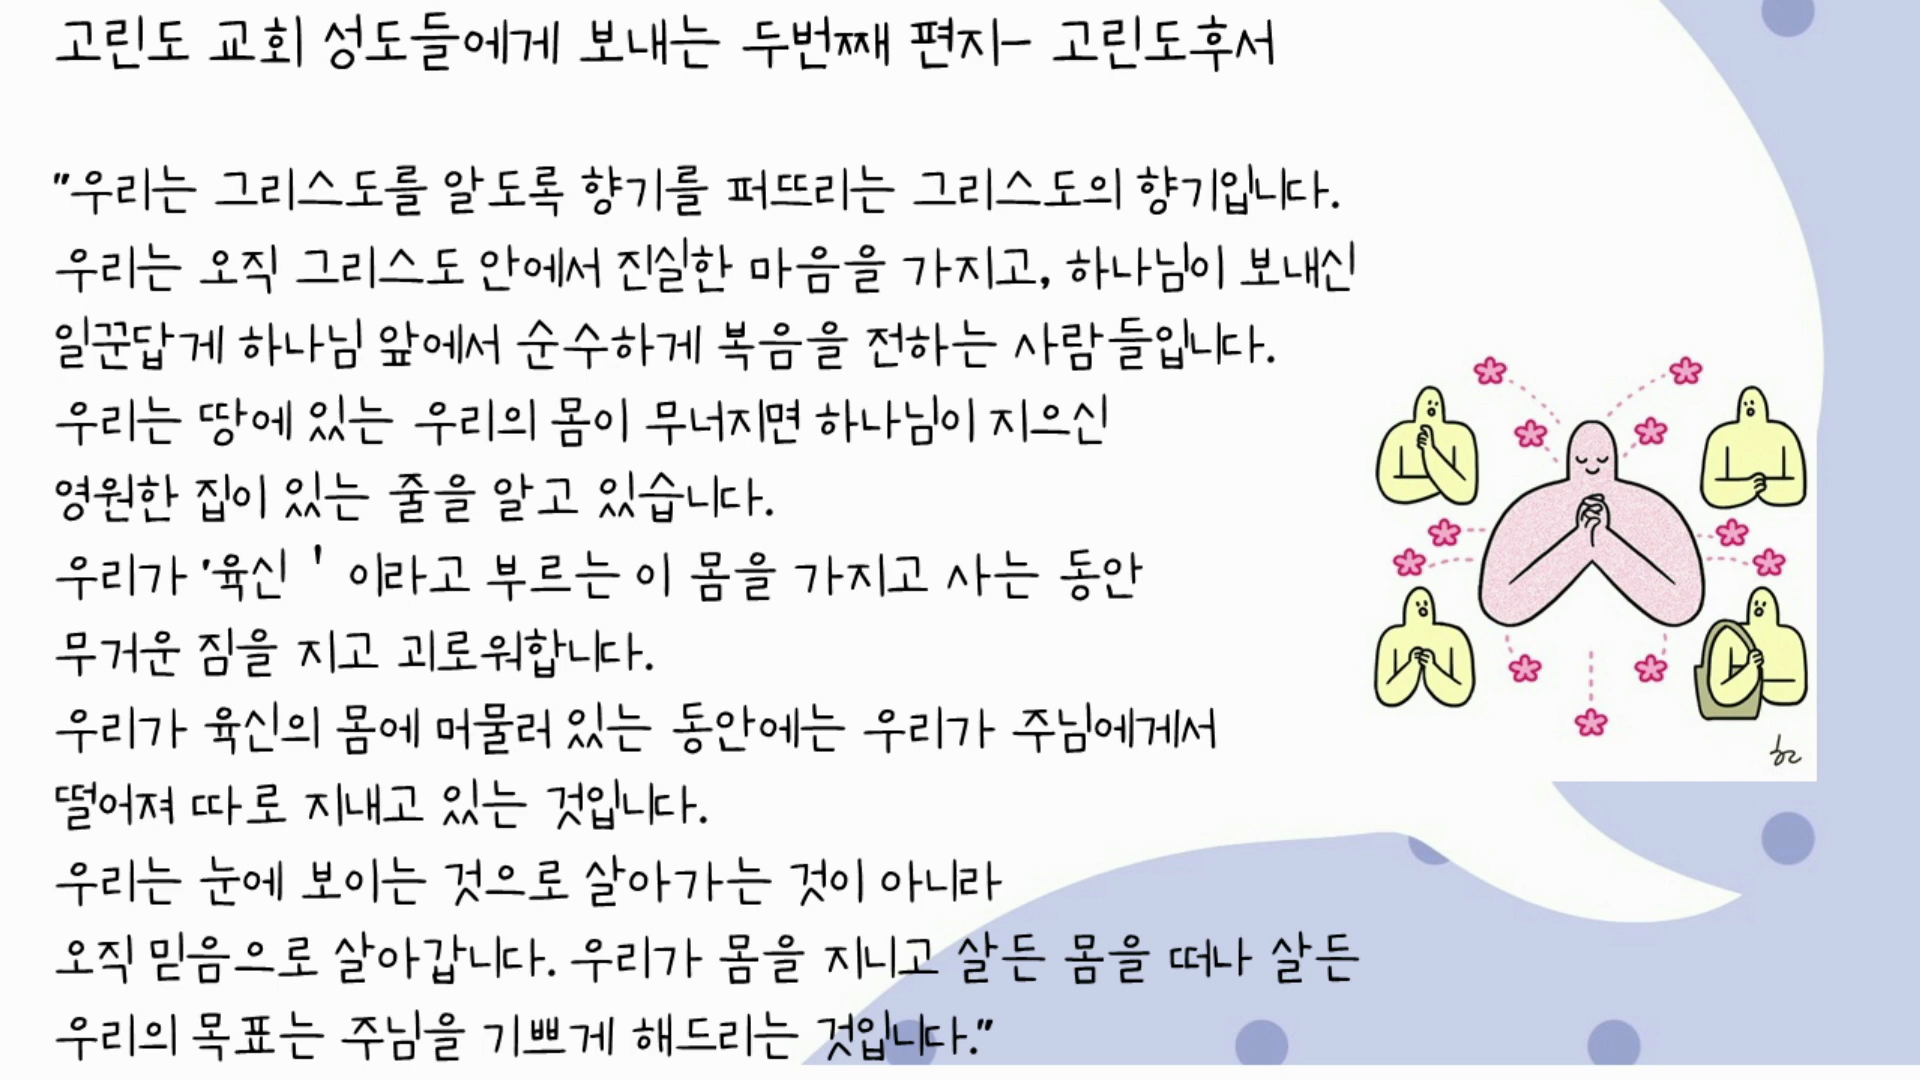 고린도 교회 성도들에게 보내는 두번째 편지- 고린도후서
"우리는 그리스도를 알도록 향기를 퍼뜨리는 그리스도의 향기입니다.
우리는 오직 그리스도 안에서 진실한 마음을 가지고, 하나님이 보내신
일꾼답게 하나님 앞에서 순수하게 복음을 전하는 사람들입니다.
우리는 땅에 있는 우리의 몸이 무너지면 하나님이 지으신
영원한 집이 있는 줄을 알고 있습니다.
우리가 '육신 ' 이라고 부르는 이 몸을 가지고 사는 동안
무거운 짐을 지고 괴로워합니다.
우리가 육신의 몸에 머물러 있는 동안에는 우리가 주님에게서
떨어져 따로 지내고 있는 것입니다.
우리는 눈에 보이는 것으로 살아가는 것이 아니라
오직 믿음으로 살아갑니다. 우리가 몸을 지니고 살든 몸을 떠나 살든
우리의 목표는 주님을 기쁘게 해드리는 것입니다."